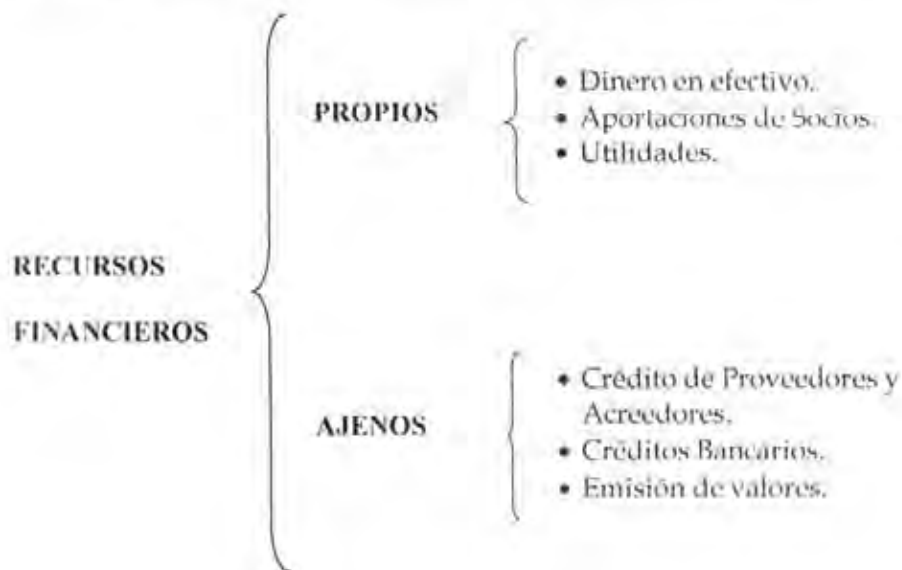 PROPIOS
• Dinero en efectivo.
• Aportaciones de Socios.
• Utilidades.
RECURSOS
FINANCIEROS
AJENOS
• Crédito de Proveedores y
Acreedores.
• Créditos Bancarios.
• Emisión de valores.